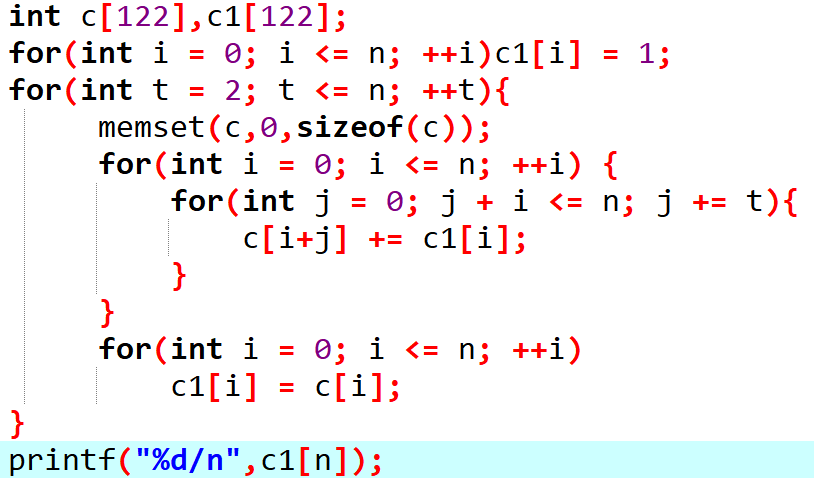 int c[122],c1[122];
for(int i = 0; i <= n; ++i)c1[i] = 1;
for(int t = 2; t <= n; ++t){
memset(c,0,sizeof(c));
for(int i = 0; i <= n; ++i) {
for(int j = 0; j + i <= n; j += t){
c[i+j] += c1[i];
}
}
for(int i = 0; i <= n; ++i)
c1[i] = c[i];
}
printf("%d/n",c1[n]);